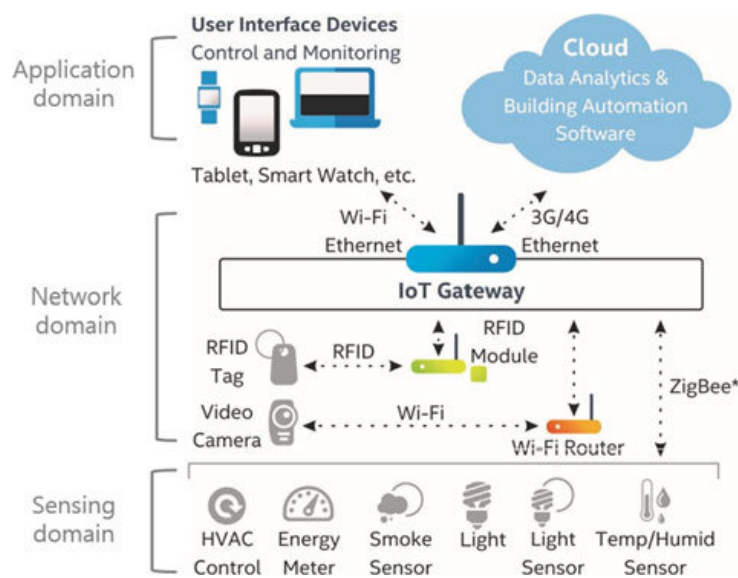 User Interface Devices
Control and Monitoring
Application
domain
Cloud
Data Analytics &
Building Automation
Software
Tablet, Smart Watch, etc.
Wi-Fi
3G/4G
Ethernet
Ethernet
IoT Gateway
Network
domain
RFID
Tag
RFID
RFID
Module
ZigBee*
Video
Camera
Wi-Fi
Wi-Fi Router
Sensing
domain
HVAC
Control
Energy
Meter
Smoke
Sensor
Light
Light
Sensor
Temp/Humid
Sensor